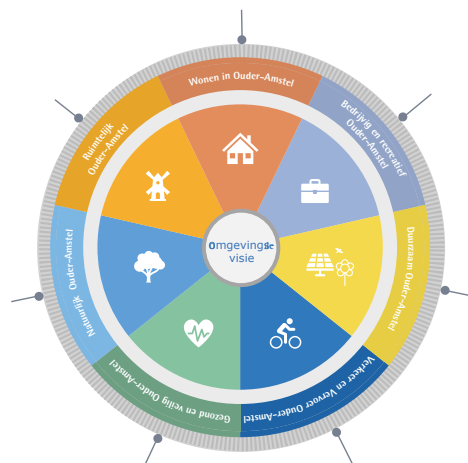 Wonen in Ouder-Amstel
Bedrijvig en recreatief
Ouder-Amstel
Duurzaam Ouder-Amstel
Verkeer en Vervoer Ouder-Amstel
Gezond en veilig Ouder-Amstel
Natuurlijk Ouder-Amstel
Ruimtelijk
Ouder-Amstel
Omgevings
visie